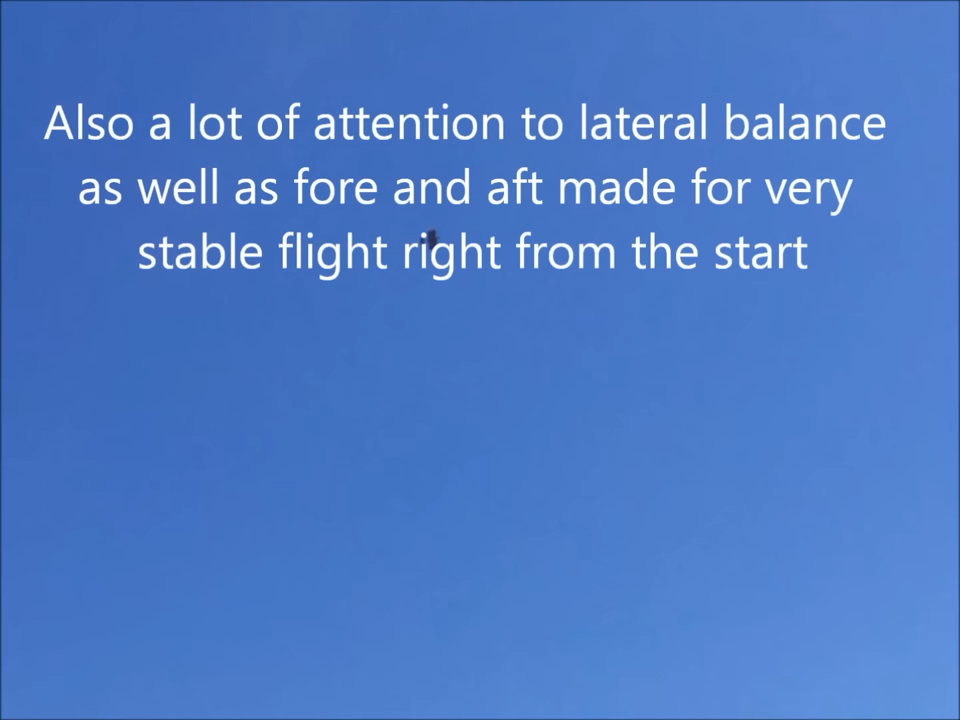 Also a lot of attention to lateral balance
as well as fore and aft made for very
stable flight right from the start